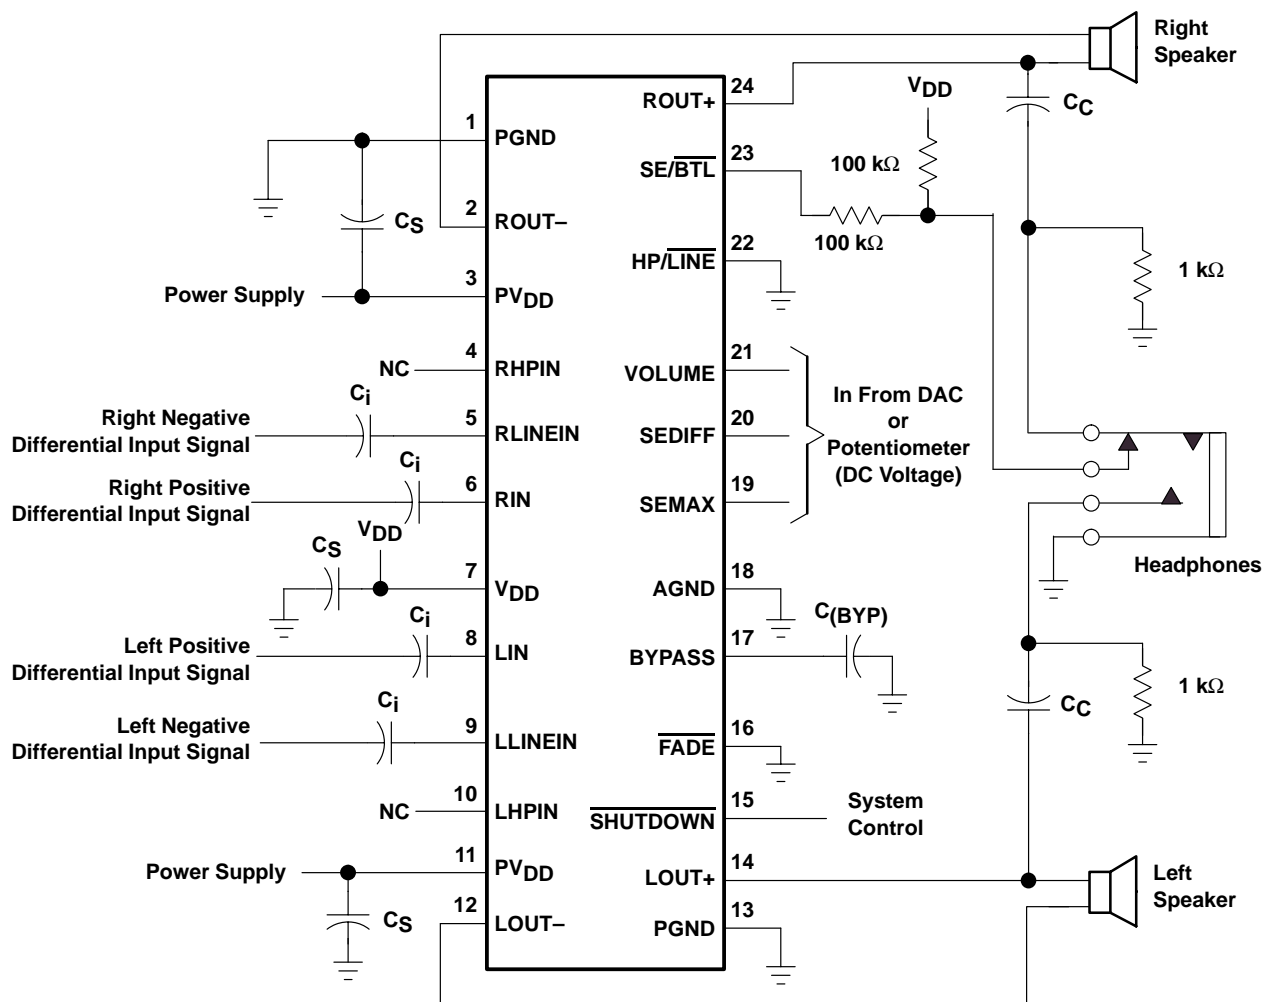 Right
Speaker
24
ROUT+
VDD
CC
1
PGND
23
SE/BTL
100 kΩ
2
ROUT–
CS
100 kΩ
22
HP/LINE
1 kΩ
3
Power Supply
PVDD
4
NC
RHPIN
21
VOLUME
Ci
Right Negative
Differential Input Signal
5
RLINEIN
20
SEDIFF
In From DAC
or
Potentiometer
(DC Voltage)
Ci
Right Positive
Differential Input Signal
6
RIN
19
SEMAX
VDD
CS
7
VDD
18
AGND
Headphones
Ci
Left Positive
Differential Input Signal
8
LIN
17
BYPASS
C(BYP)
1 kΩ
CC
Ci
Left Negative
Differential Input Signal
9
LLINEIN
16
FADE
10
NC
LHPIN
15
SHUTDOWN
System
Control
11
Power Supply
PVDD
14
LOUT+
Left
Speaker
12
CS
LOUT–
13
PGND